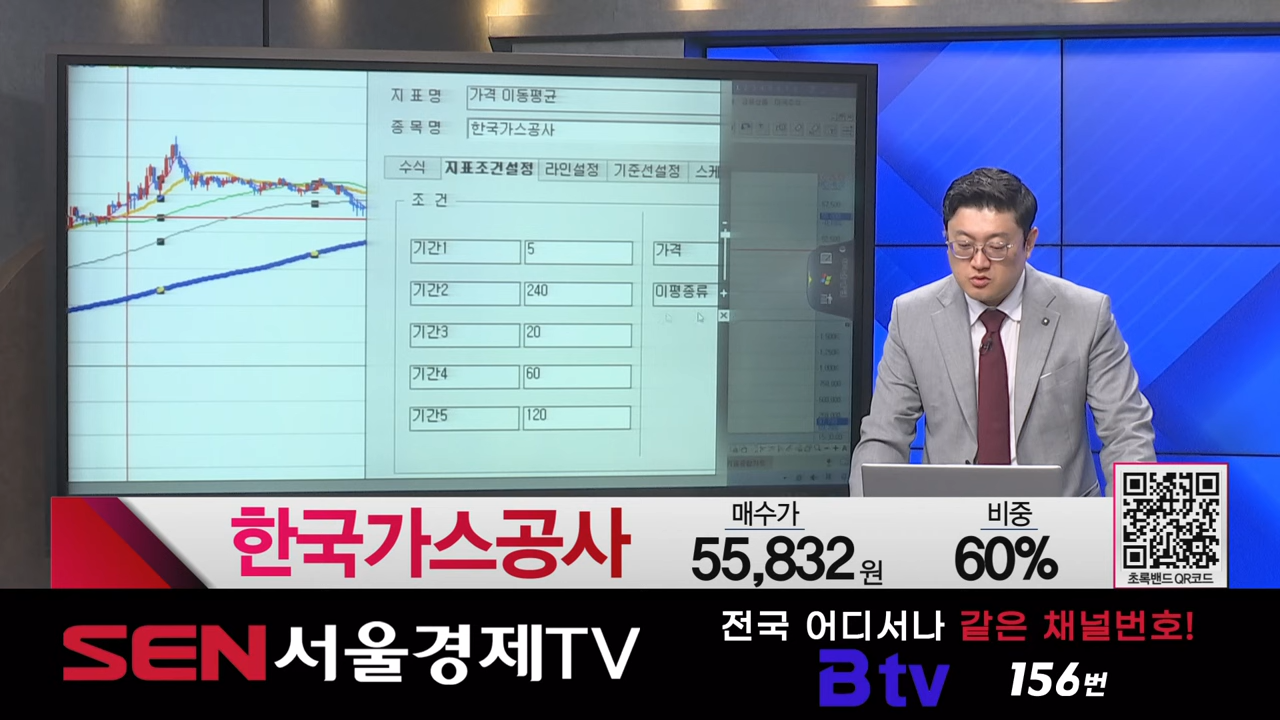 지 표 명 가격 이동평균
종 목 명 한국가스공사
수식 지표조건설정 라인설정 기준선설정 스케
조 건
기간1 5 가격
기간2 240 이평종류
기간3 20
기간4 60
기간5 120
한국가스공사
매수가
55,832원
비중
60%
초록밴드 QR코드
SEN 서울경제TV
전국 어디서나 같은 채널번호!
B tv 156번